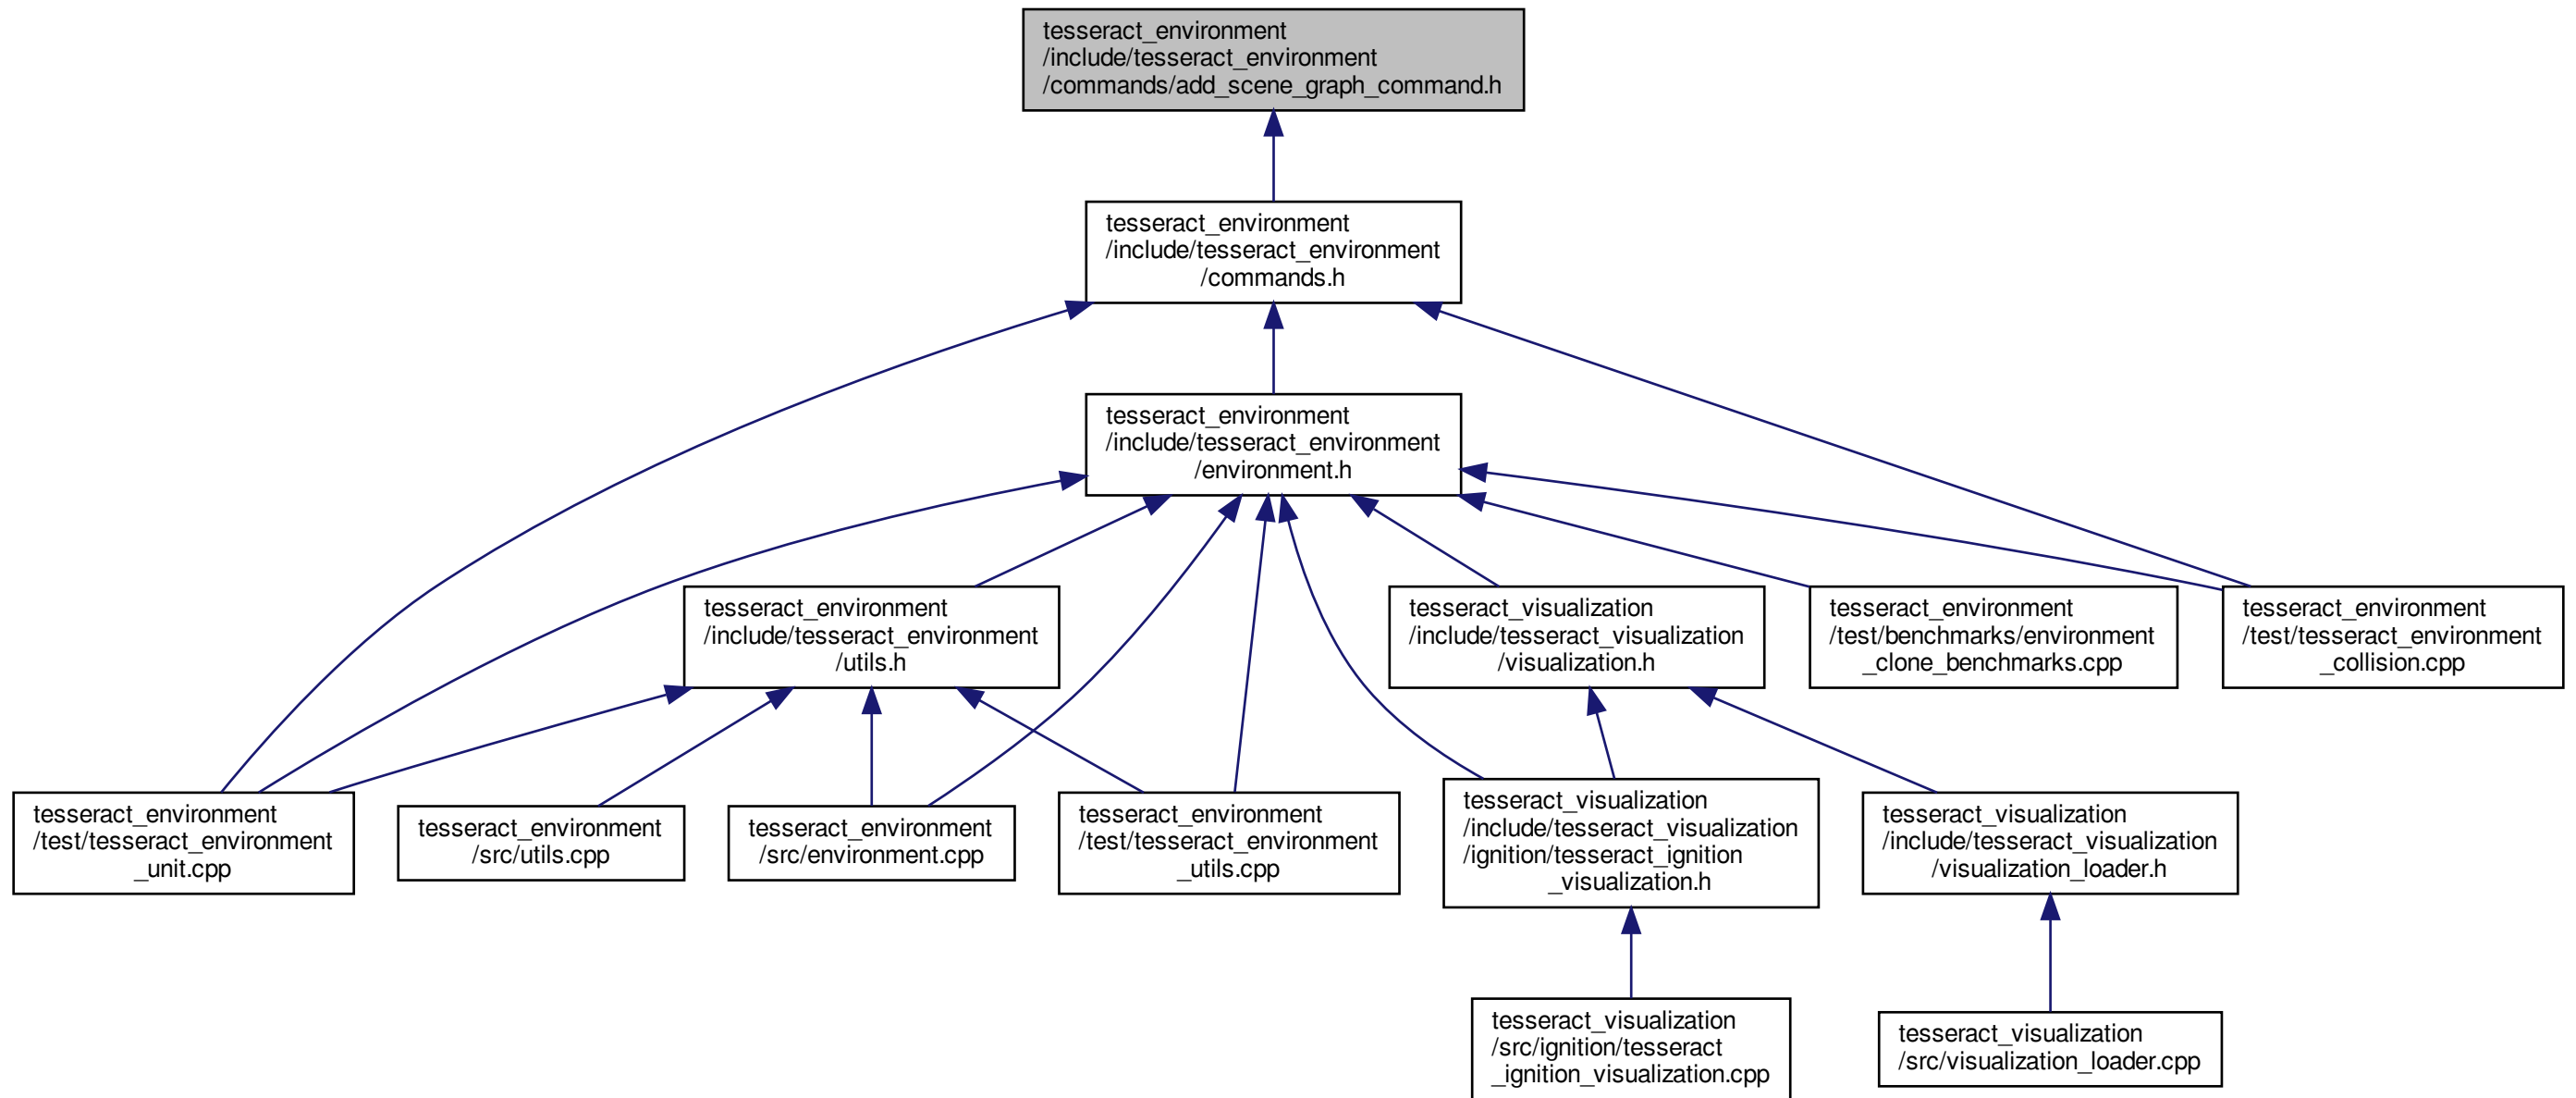 tesseract_environment
/include/tesseract_environment
/commands/add_scene_graph_command.h
tesseract_environment
/include/tesseract_environment
/commands.h
tesseract_environment
/include/tesseract_environment
/environment.h
tesseract_environment
/include/tesseract_environment
/utils.h
tesseract_visualization
/include/tesseract_visualization
/visualization.h
tesseract_environment
/test/benchmarks/environment
_clone_benchmarks.cpp
tesseract_environment
/test/tesseract_environment
_collision.cpp
tesseract_environment
/test/tesseract_environment
_unit.cpp
tesseract_environment
/src/utils.cpp
tesseract_environment
/src/environment.cpp
tesseract_environment
/test/tesseract_environment
_utils.cpp
tesseract_visualization
/include/tesseract_visualization
/ignition/tesseract_ignition
_visualization.h
tesseract_visualization
/include/tesseract_visualization
/visualization_loader.h
tesseract_visualization
/src/ignition/tesseract
_ignition_visualization.cpp
tesseract_visualization
/src/visualization_loader.cpp